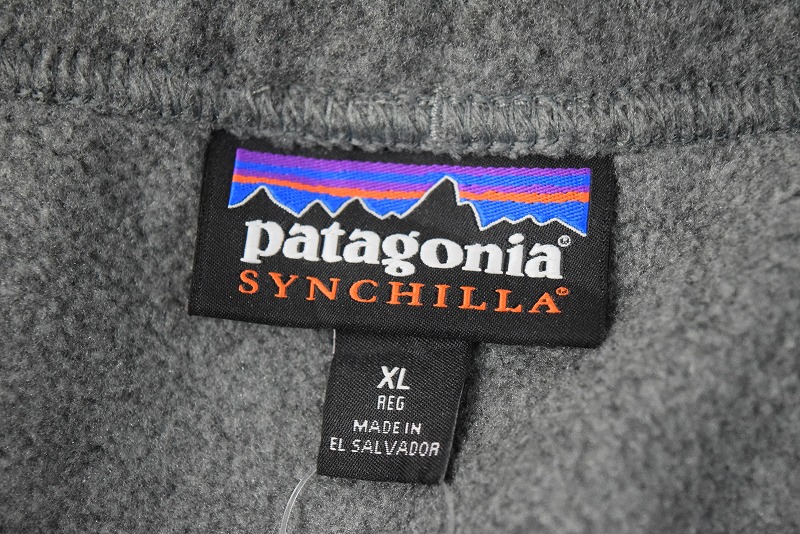 patagonia®
SYNCHILLA®
XL
REG
MADE IN
EL SALVADOR